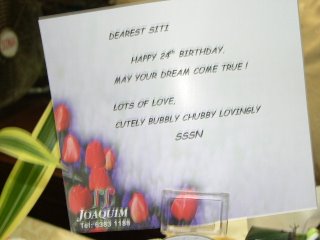 DEAREST SITI
HAPPY 24th BIRTHDAY.
MAY YOUR DREAM COME TRUE !
LOTS OF LOVE,
CUTELY BUBBLY CHUBBY LOVINGLY
SSSN
JOAQUIM
Tel: 6383 1188